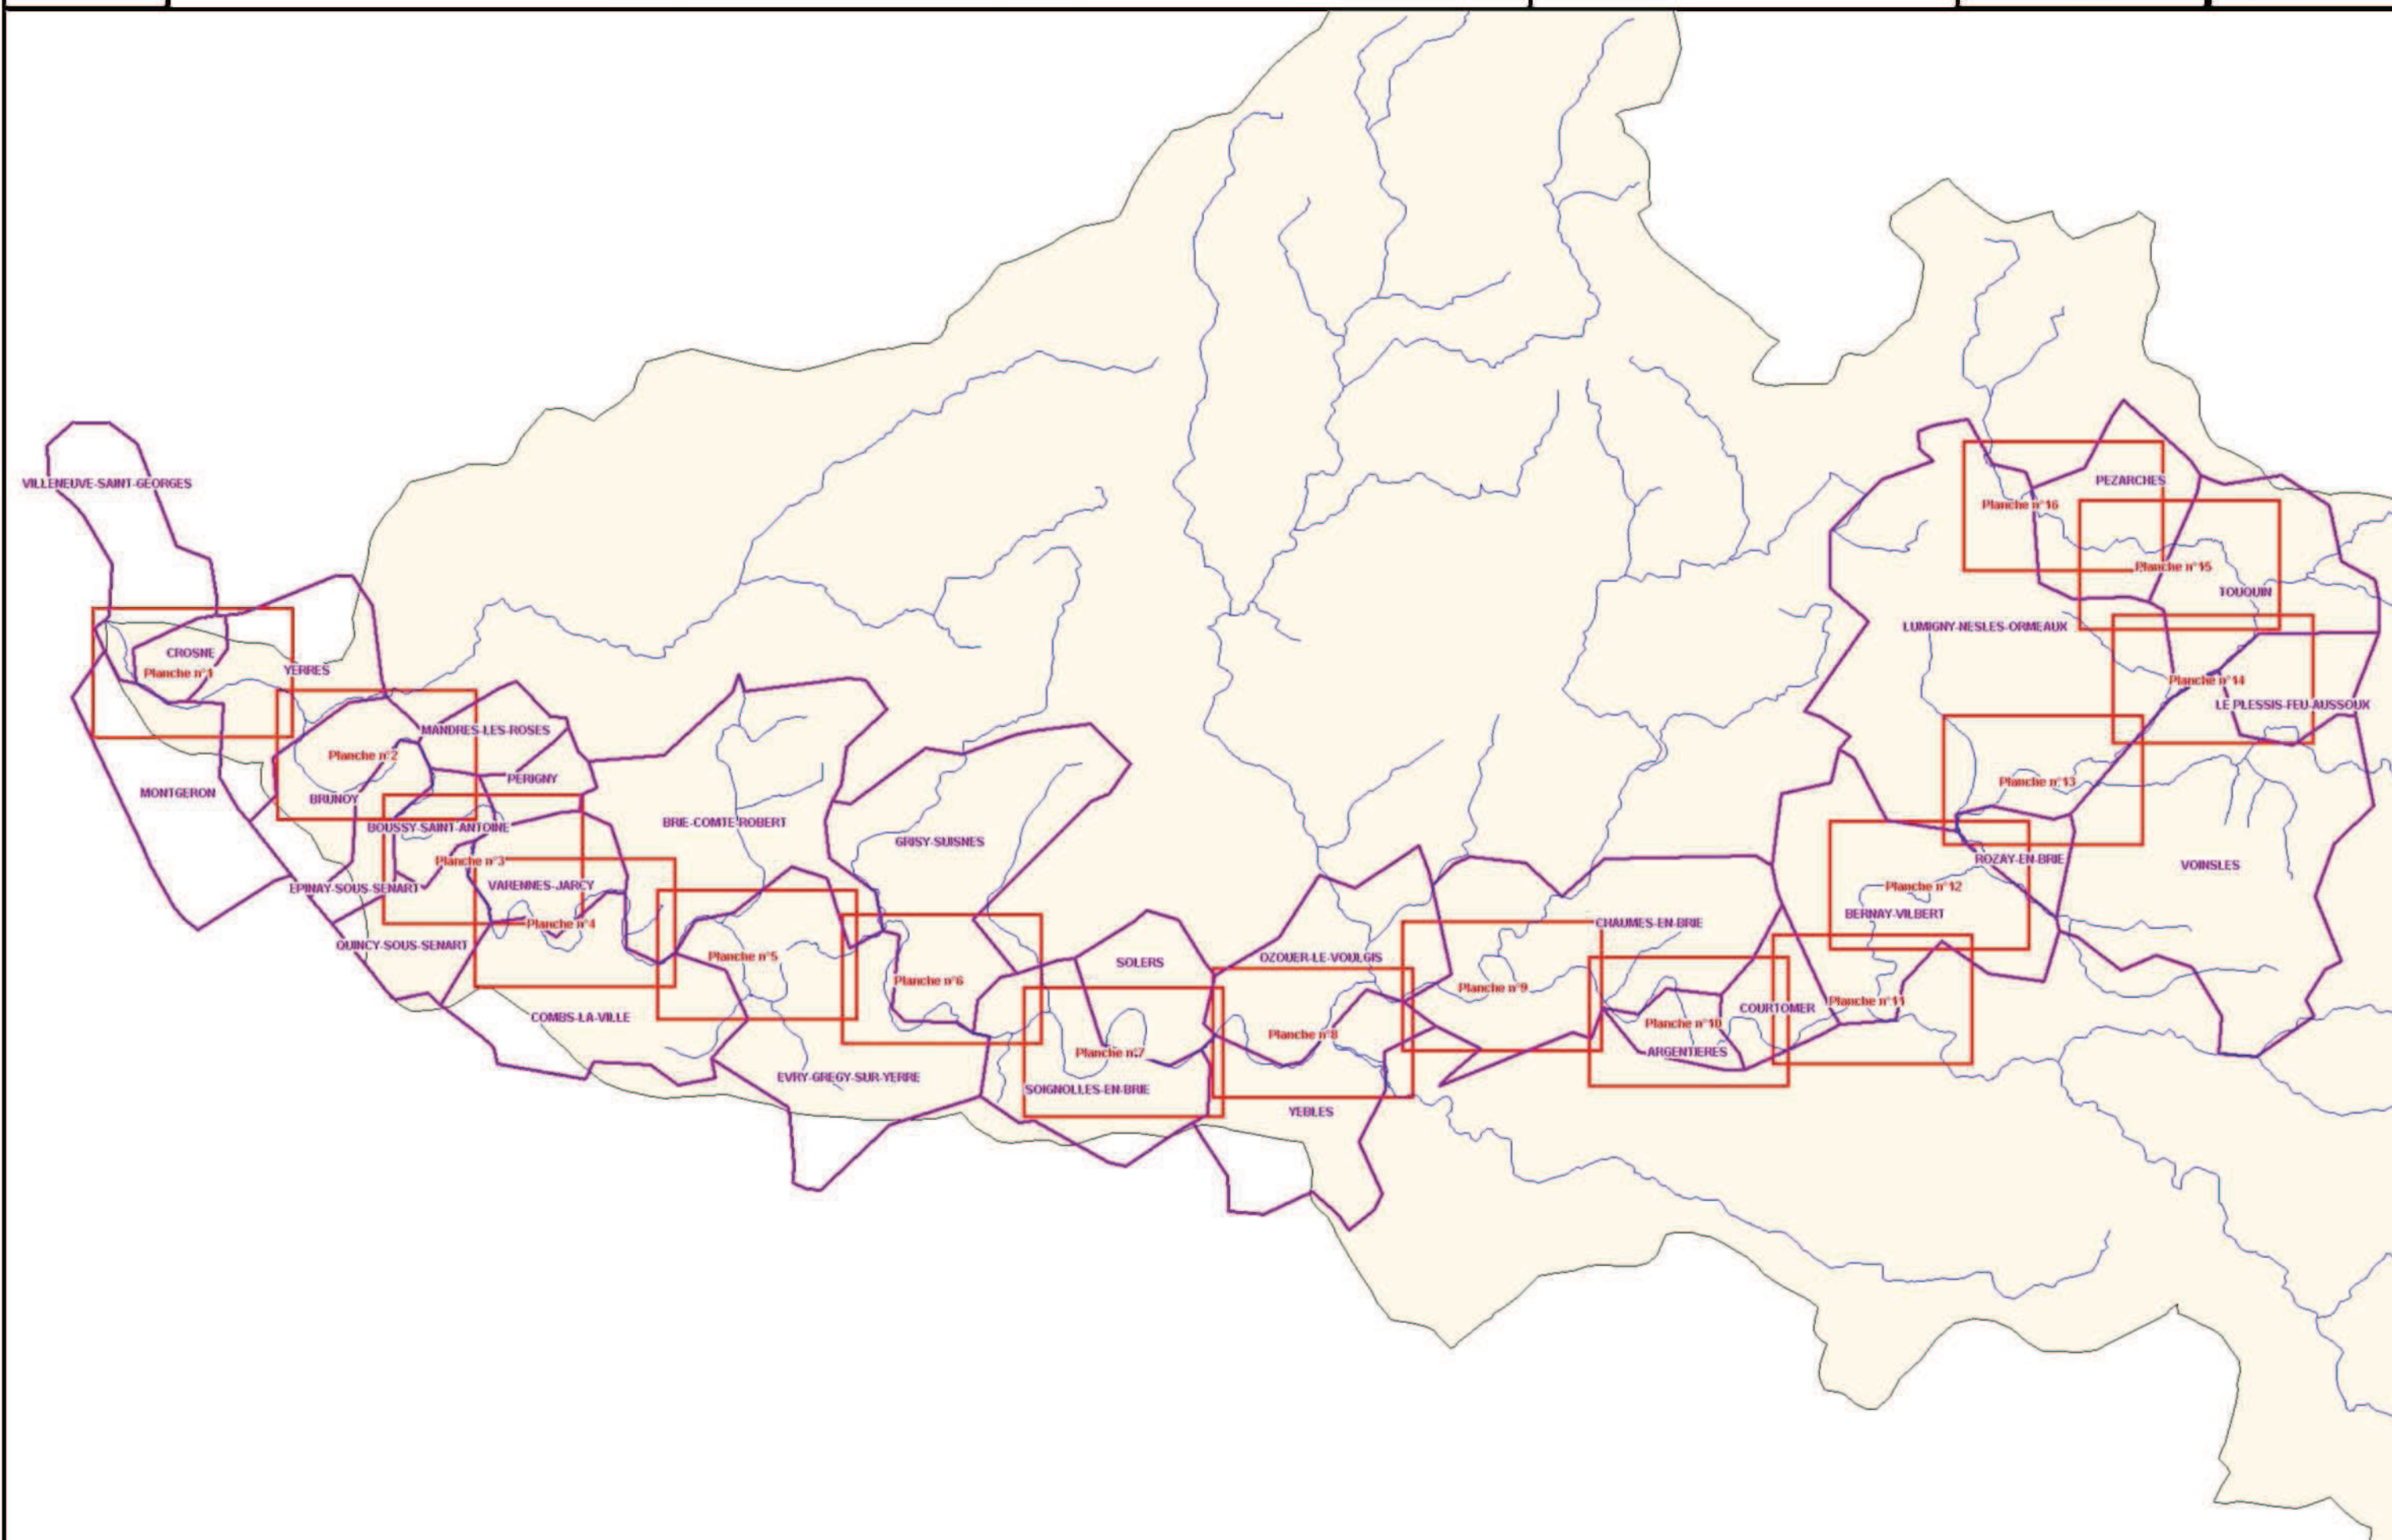 VILLENEUVE-SAINT-GEORGES
PEZARCHES
Planche n°16
Planche n°15
TOUQUIN
LUMIGNY-NESLES-ORMEAUX
CROSNE
Planche n°1
YERRES
Planche n°14
LE PLESSIS-FEU-AUSSOUX
MANDRES-LES-ROSES
Planche n°2
PERIGNY
Planche n°13
MONTGERON
BRUNOY
BOUSSY-SAINT-ANTOINE
BRIE-COMTE-ROBERT
GRISY-SUISNES
Planche n°3
ROZAY-EN-BRIE
VOINSLES
EPINAY-SOUS-SENART
VARENNES-JARCY
Planche n°12
BERNAY-VILBERT
Planche n°4
CHAUMES-EN-BRIE
QUINCY-SOUS-SENART
Planche n°5
SOLERS
OZOUER-LE-VOULGIS
Planche n°6
Planche n°9
COURTOMER
Planche n°11
COMBS-LA-VILLE
Planche n°10
Planche n°8
Planche n°7
ARGENTIERES
EVRY-GREGY-SUR-YERRE
SOIGNOLLES-EN-BRIE
YEBLES